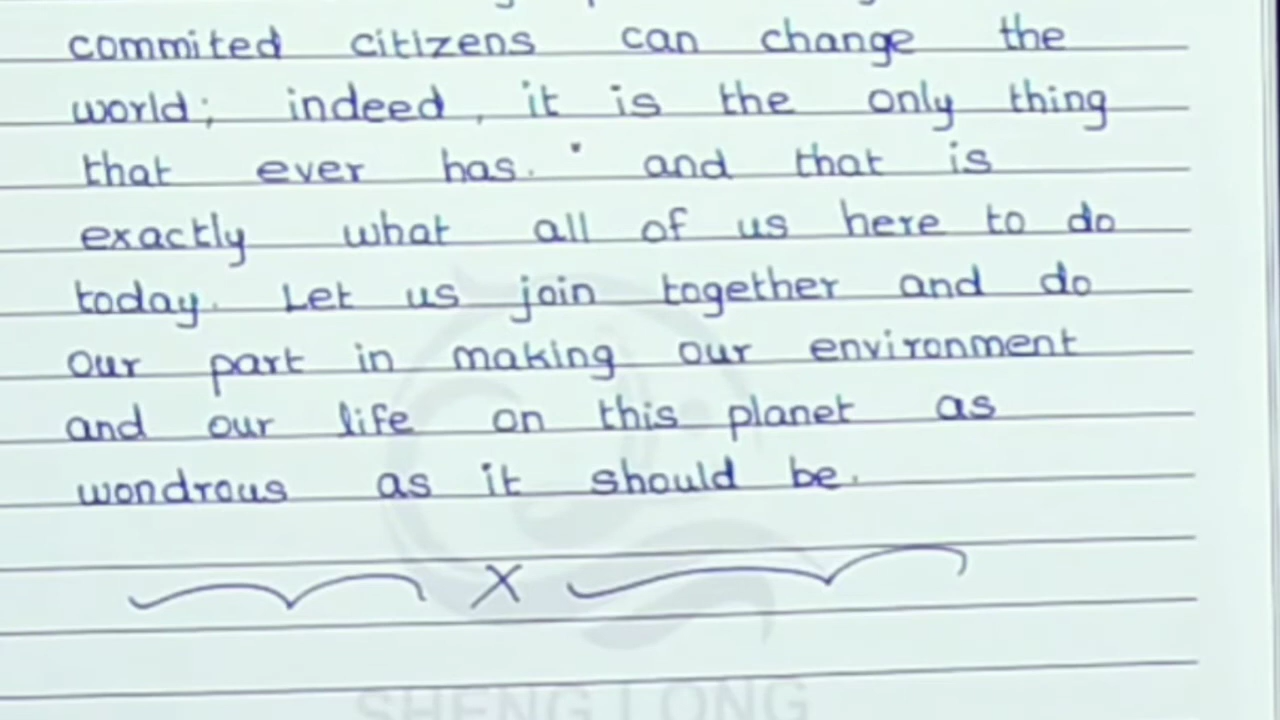 commited citizens can change the
world; indeed, it is the only thing
that ever has." and that is
exactly what all of us here to do
today. Let us join together and do
our part in making our environment
and our life on this planet as
wondrous as it should be.
X
SHENG LONG